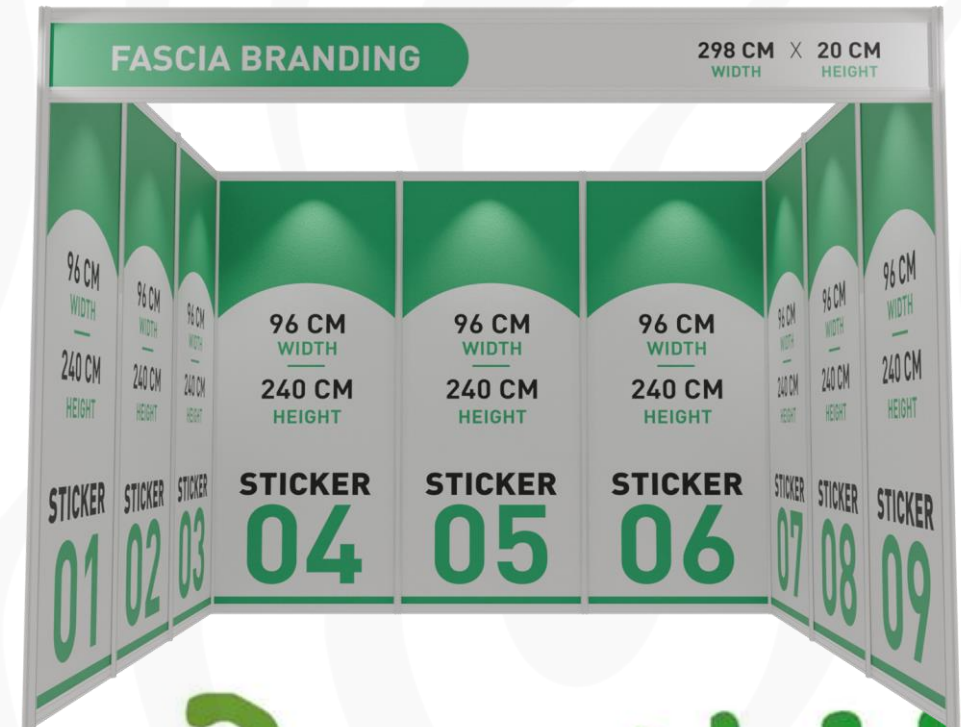 FASCIA BRANDING
298 CM X 20 CM
WIDTH HEIGHT
96 CM
WIDTH
240 CM
HEIGHT
STICKER
01
96 CM
WIDTH
240 CM
HEIGHT
STICKER
02
96 CM
WIDTH
240 CM
HEIGHT
STICKER
03
96 CM
WIDTH
240 CM
HEIGHT
STICKER
04
96 CM
WIDTH
240 CM
HEIGHT
STICKER
05
96 CM
WIDTH
240 CM
HEIGHT
STICKER
06
96 CM
WIDTH
240 CM
HEIGHT
STICKER
07
96 CM
WIDTH
240 CM
HEIGHT
STICKER
08
96 CM
WIDTH
240 CM
HEIGHT
STICKER
09